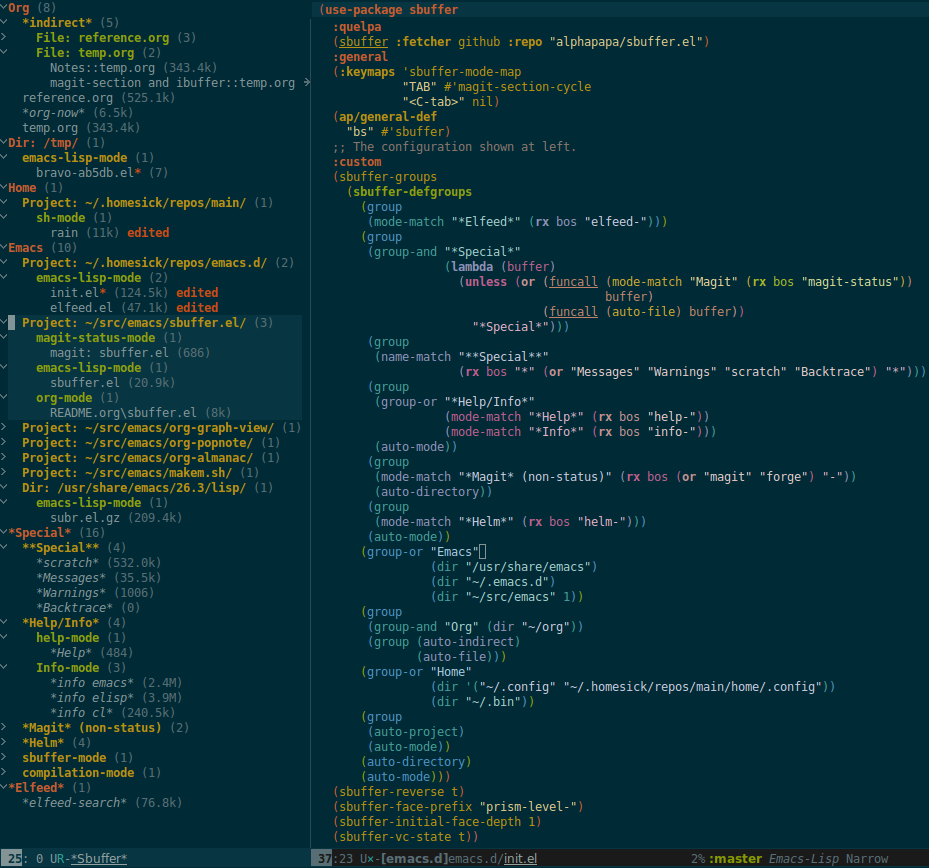 Org (8)
*indirect* (5)
File: reference.org (3)
File: temp.org (2)
Notes::temp.org (343.4k)
magit-section and ibuffer::temp.org →
reference.org (525.1k)
*org-now* (6.5k)
temp.org (343.4k)
Dir: /tmp/ (1)
emacs-lisp-mode (1)
bravo-ab5db.el* (7)
Home (1)
Project: ~/.homesick/repos/main/ (1)
sh-mode (1)
rain (11k) edited
Emacs (10)
Project: ~/.homesick/repos/emacs.d/ (2)
emacs-lisp-mode (2)
init.el* (124.5k) edited
elfeed.el (47.1k) edited
Project: ~/src/emacs/sbuffer.el/ (3)
magit-status-mode (1)
magit: sbuffer.el (686)
emacs-lisp-mode (1)
sbuffer.el (20.9k)
org-mode (1)
README.org\sbuffer.el (8k)
Project: ~/src/emacs/org-graph-view/ (1)
Project: ~/src/emacs/org-popnote/ (1)
Project: ~/src/emacs/org-almanac/ (1)
Project: ~/src/emacs/makem.sh/ (1)
Dir: /usr/share/emacs/26.3/lisp/ (1)
emacs-lisp-mode (1)
subr.el.gz (209.4k)
*Special* (16)
**Special** (4)
*scratch* (532.0k)
*Messages* (35.5k)
*Warnings* (1006)
*Backtrace* (0)
*Help/Info* (4)
help-mode (1)
*Help* (484)
Info-mode (3)
*info emacs* (2.4M)
*info elisp* (3.9M)
*info cl* (240.5k)
*Magit* (non-status) (2)
*Helm* (4)
sbuffer-mode (1)
compilation-mode (1)
*Elfeed* (1)
*elfeed-search* (76.8k)
25: 0 UR-*Sbuffer*
(use-package sbuffer
:quelpa
(sbuffer :fetcher github :repo "alphapapa/sbuffer.el")
:general
(:keymaps 'sbuffer-mode-map
"TAB" #'magit-section-cycle
"<C-tab>" nil)
(ap/general-def
"bs" #'sbuffer)
;; The configuration shown at left.
:custom
(sbuffer-groups
(sbuffer-defgroups
(group
(mode-match "*Elfeed*" (rx bos "elfeed-")))
(group
(group-and "*Special*"
(lambda (buffer)
(unless (or (funcall (mode-match "Magit" (rx bos "magit-status"))
buffer)
(funcall (auto-file) buffer))
"*Special*")))
(group
(name-match "**Special**"
(rx bos "*" (or "Messages" "Warnings" "scratch" "Backtrace") "*")))
(group
(group-or "*Help/Info*"
(mode-match "*Help*" (rx bos "help-"))
(mode-match "*Info*" (rx bos "info-")))
(auto-mode))
(group
(mode-match "*Magit* (non-status)" (rx bos (or "magit" "forge") "-"))
(auto-directory))
(group
(mode-match "*Helm*" (rx bos "helm-")))
(auto-mode))
(group-or "Emacs"
(dir "/usr/share/emacs")
(dir "~/.emacs.d")
(dir "~/src/emacs" 1))
(group
(group-and "Org" (dir "~/org"))
(group (auto-indirect)
(auto-file)))
(group-or "Home"
(dir '("~/.config" "~/.homesick/repos/main/home/.config"))
(dir "~/.bin"))
(group
(auto-project)
(auto-mode))
(auto-directory)
(auto-mode)))
(sbuffer-reverse t)
(sbuffer-face-prefix "prism-level-")
(sbuffer-initial-face-depth 1)
(sbuffer-vc-state t))
37:23 U×-[emacs.d]emacs.d/init.el 2% :master Emacs-Lisp Narrow